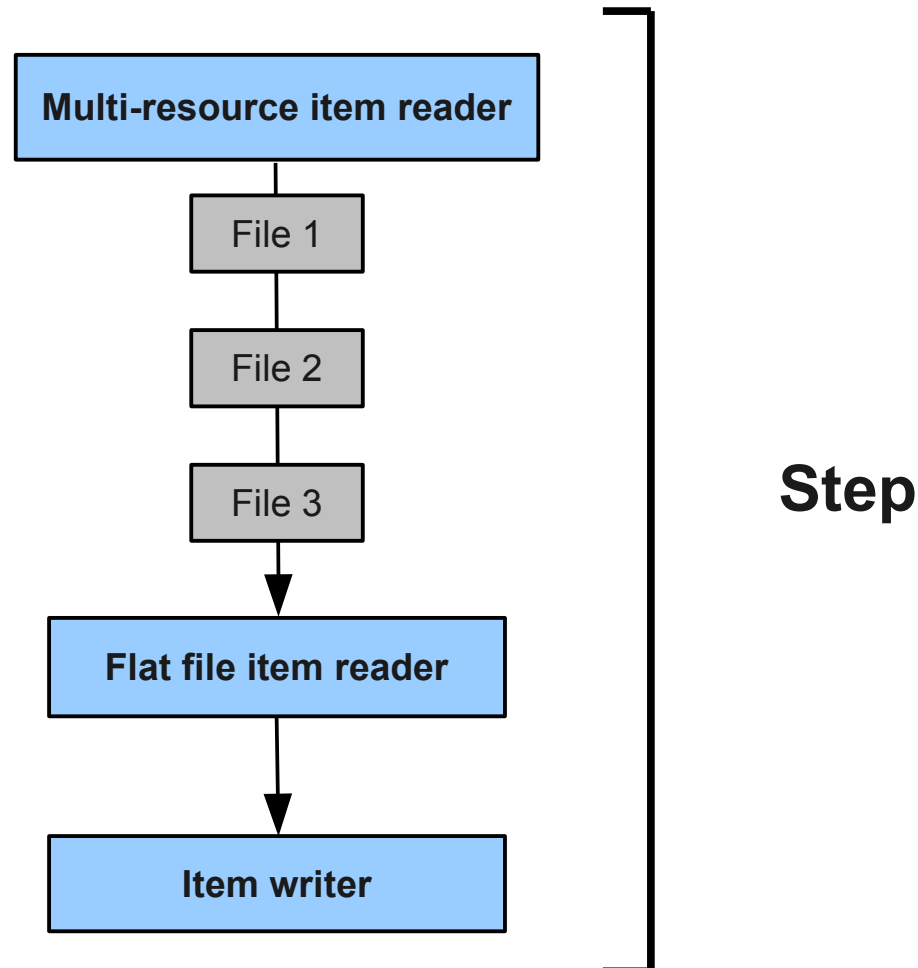 Multi-resource item reader
File 1
File 2
File 3
Step
Flat file item reader
Item writer